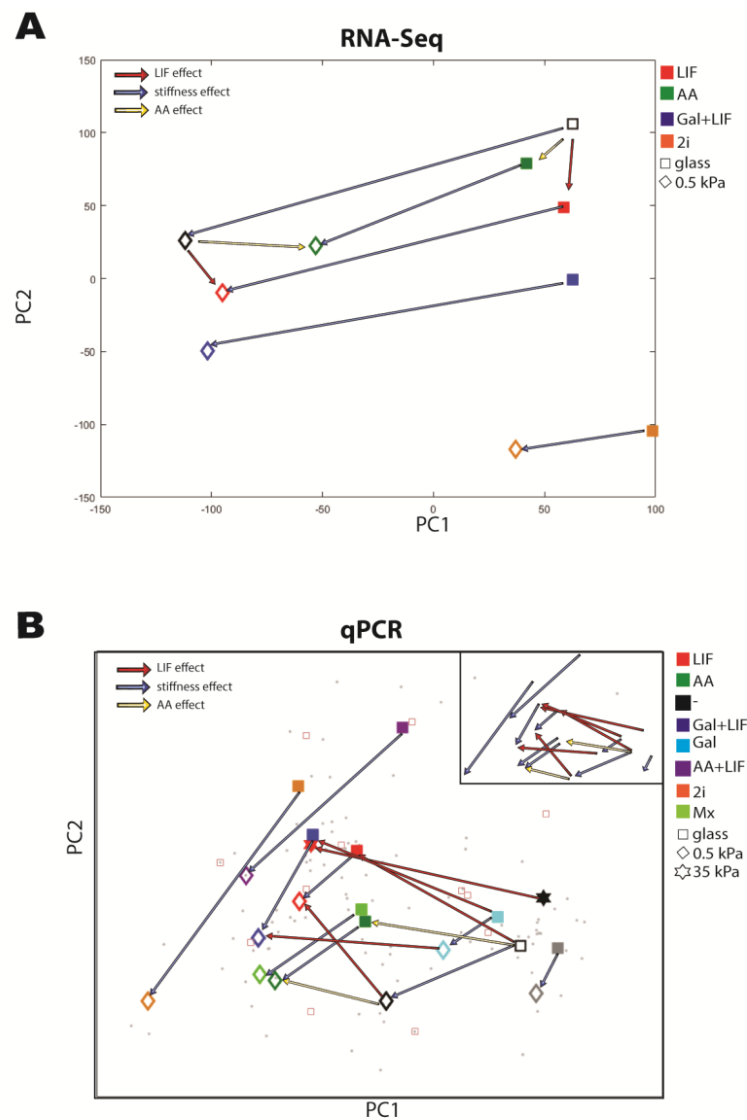 A
RNA-Seq
LIF effect
stiffness effect
AA effect
LIF
AA
Gal+LIF
2i
glass
0.5 kPa
150
100
50
0
-50
-100
-150
PC2
-150
-100
-50
0
50
100
PC1
B
qPCR
LIF effect
stiffness effect
AA effect
LIF
AA
-
Gal+LIF
Gal
AA+LIF
2i
Mx
glass
0.5 kPa
35 kPa
PC2
PC1